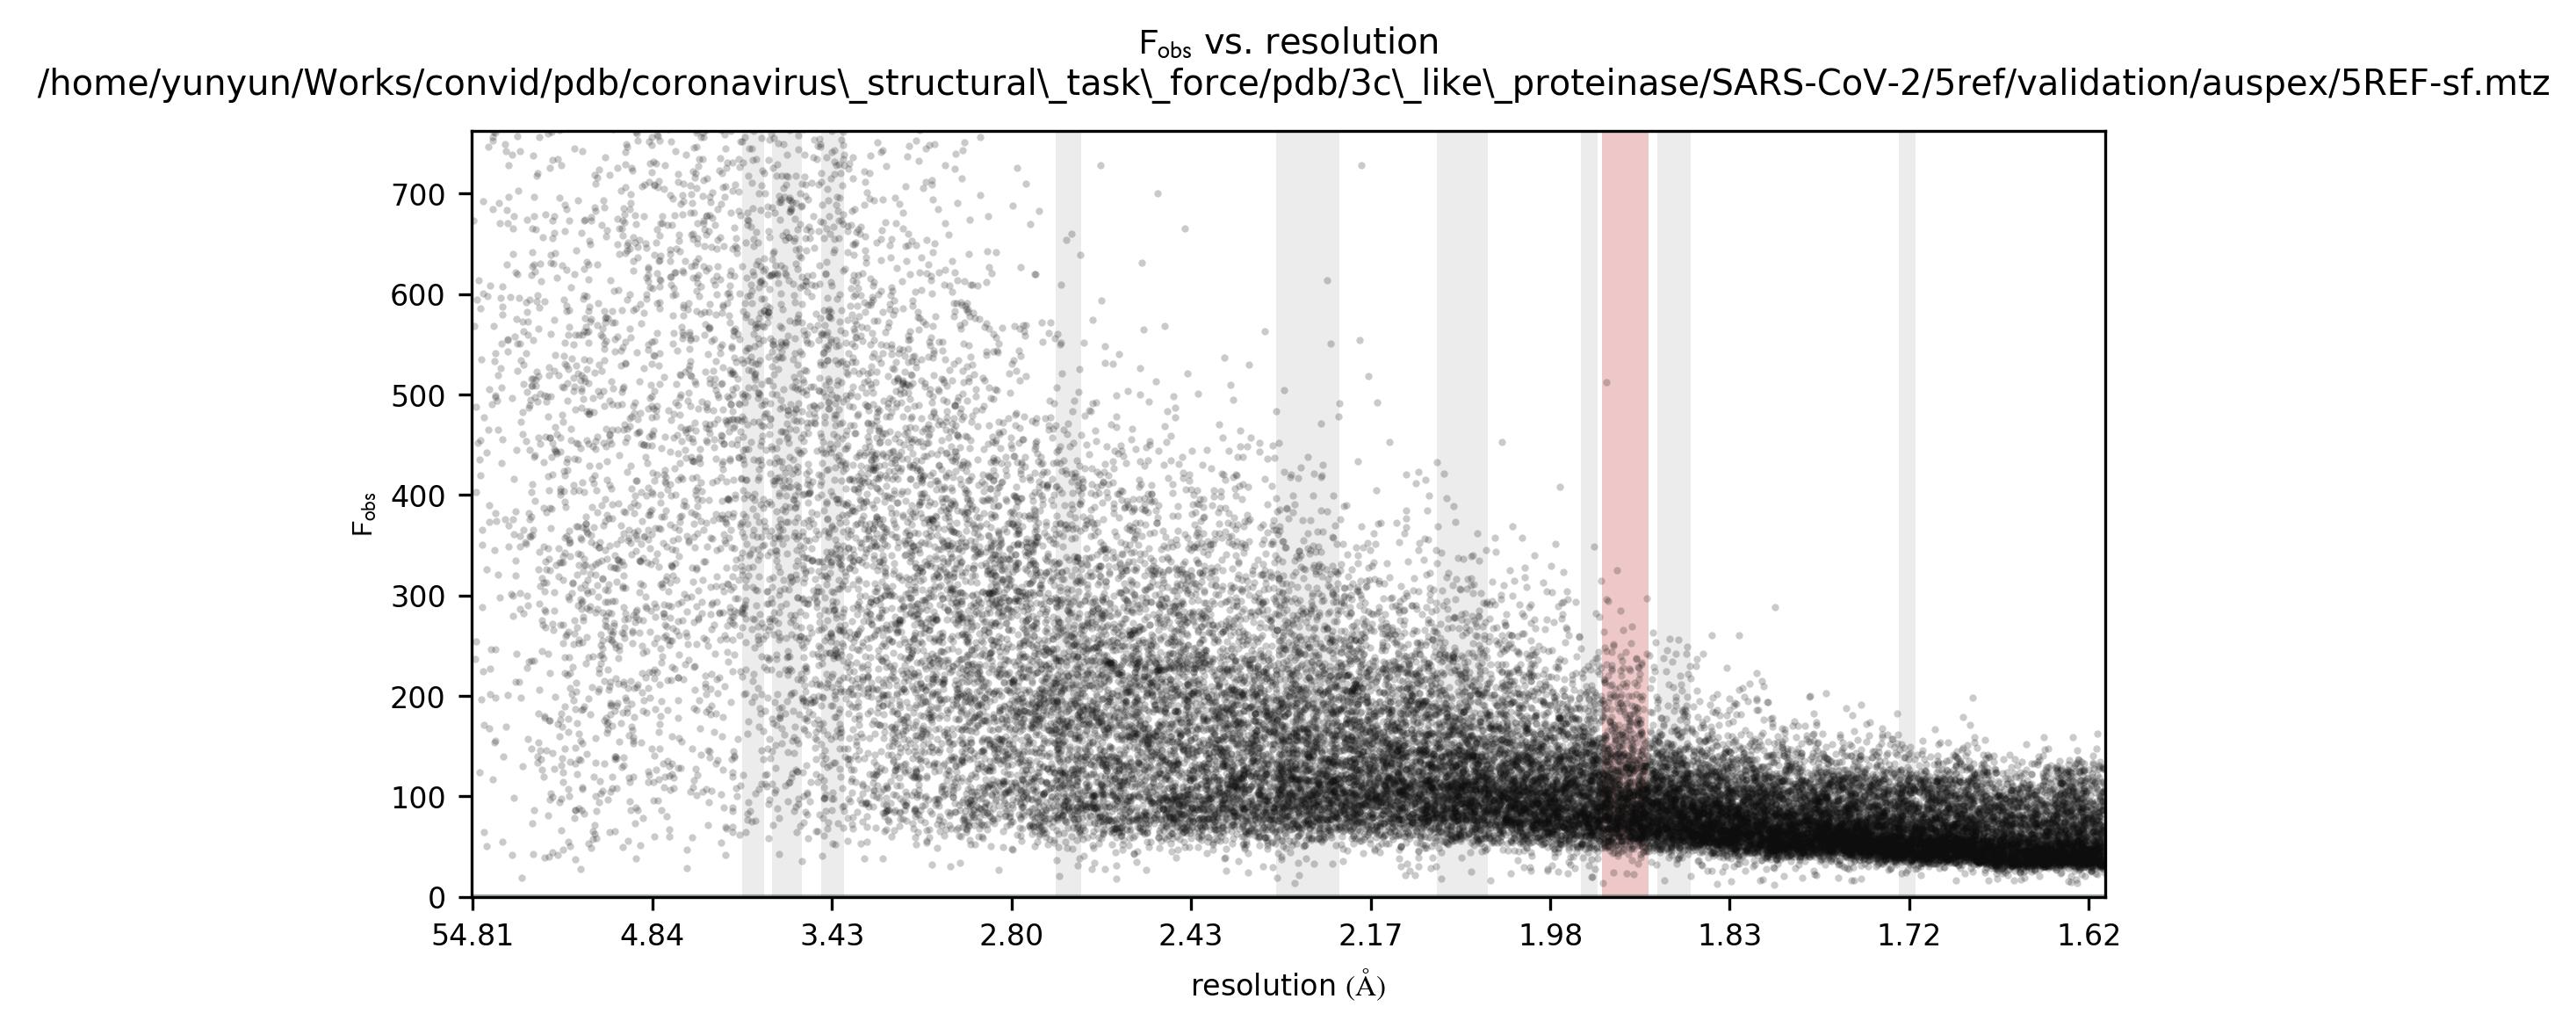 Fobs vs. resolution
/home/yunyun/Works/convid/pdb/coronavirus\_structural\_task\_force/pdb/3c\_like\_proteinase/SARS-CoV-2/5ref/validation/auspex/5REF-sf.mtz
Fobs
700
600
500
400
300
200
100
0
54.81 4.84 3.43 2.80 2.43 2.17 1.98 1.83 1.72 1.62
resolution (Å)